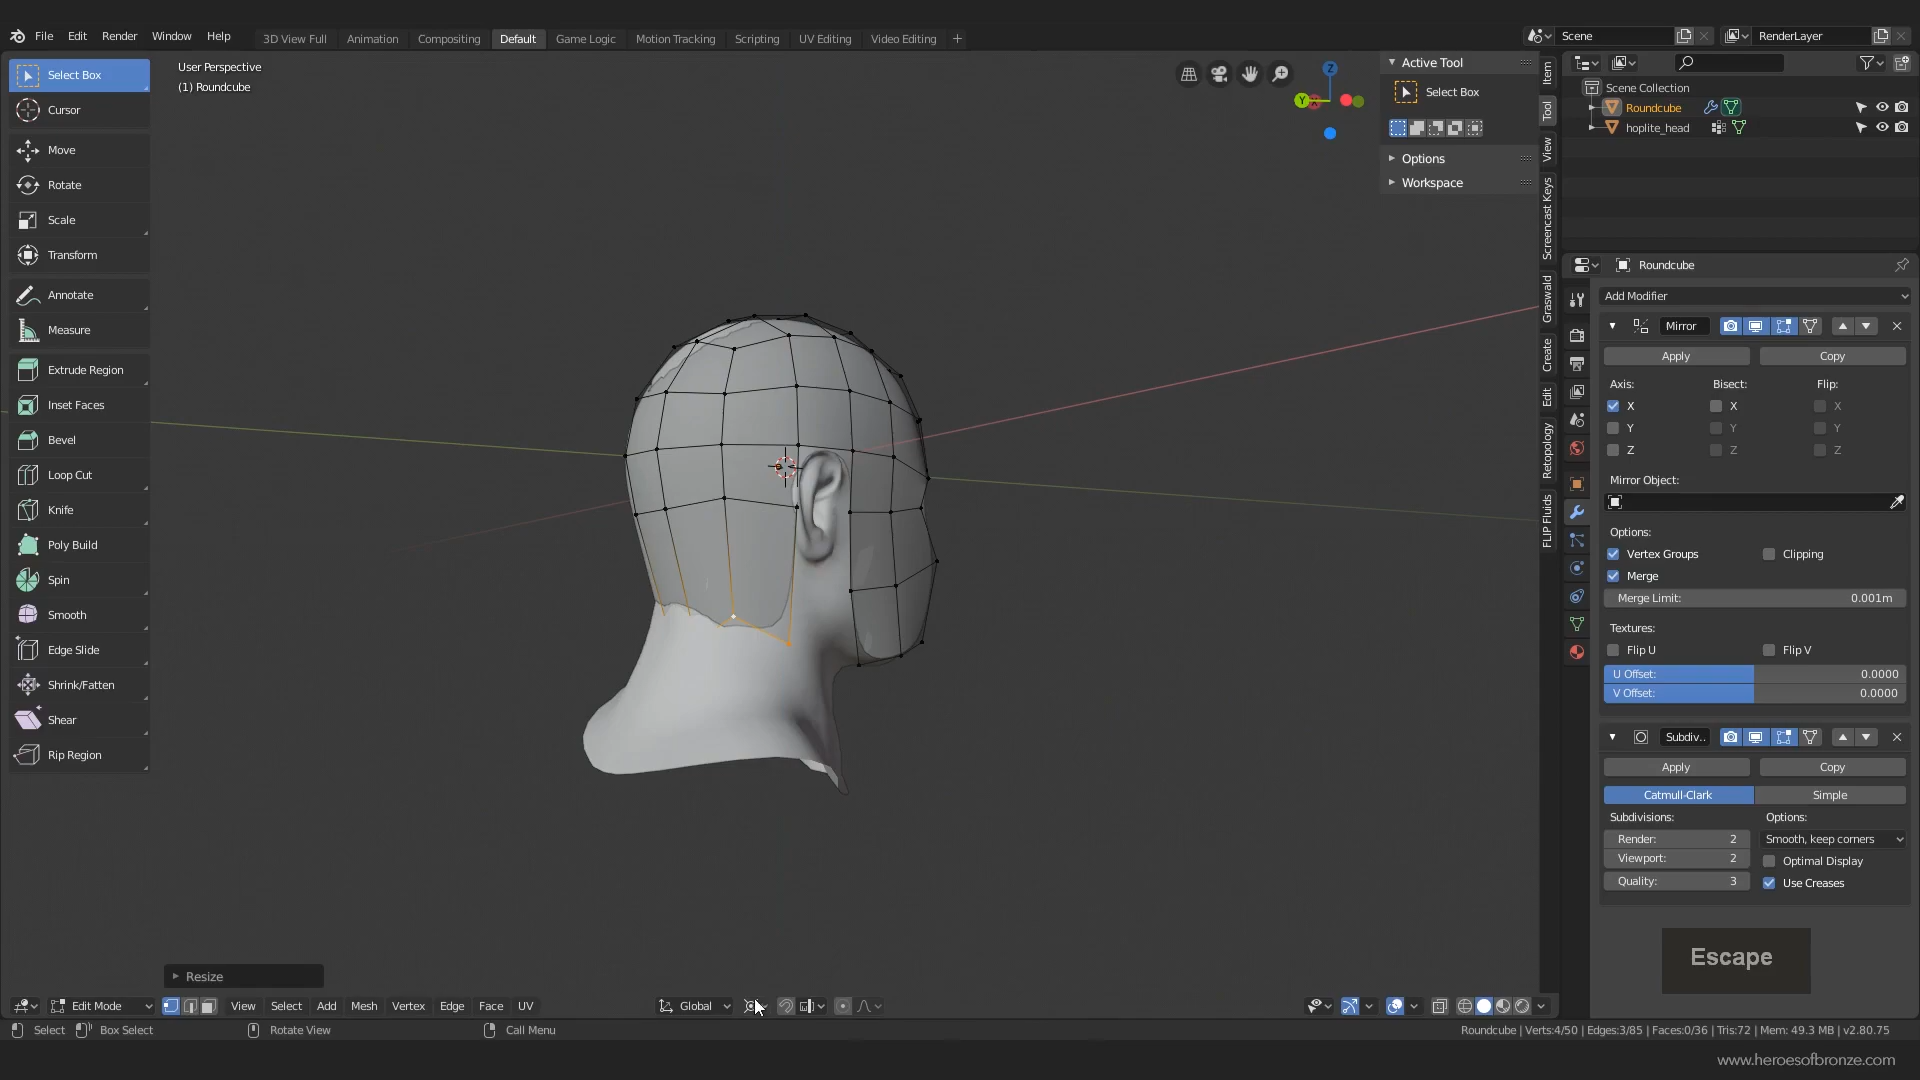 File Edit Render Window Help 3D View Full Animation Compositing Default Game Logic Motion Tracking Scripting UV Editing Video Editing + Scene RenderLayer
Select Box
Cursor
Move
Rotate
Scale
Transform
Annotate
Measure
Extrude Region
Inset Faces
Bevel
Loop Cut
Knife
Poly Build
Spin
Smooth
Edge Slide
Shrink/Fatten
Shear
Rip Region
User Perspective
(1) Roundcube
Z
Y
Active Tool
Select Box
Options
Workspace
Item
Tool
View
Screencast Keys
Graswald
Create
Edit
Retopology
FLIP Fluids
Scene Collection
Roundcube
hoplite_head
Roundcube
Add Modifier
Mirror
Apply Copy
Axis: Bisect: Flip:
X X X
Y Y Y
Z Z Z
Mirror Object:
Options:
Vertex Groups Clipping
Merge
Merge Limit: 0.001m
Textures:
Flip U Flip V
U Offset: 0.0000
V Offset: 0.0000
Subdiv..
Apply Copy
Catmull-Clark Simple
Subdivisions: Options:
Render: 2 Smooth, keep corners
Viewport: 2 Optimal Display
Quality: 3 Use Creases
Escape
Resize
Edit Mode View Select Add Mesh Vertex Edge Face UV Global
Select Box Select Rotate View Call Menu Roundcube | Verts:4/50 | Edges:3/85 | Faces:0/36 | Tris:72 | Mem: 49.3 MB | v2.80.75
www.heroesofbronze.com